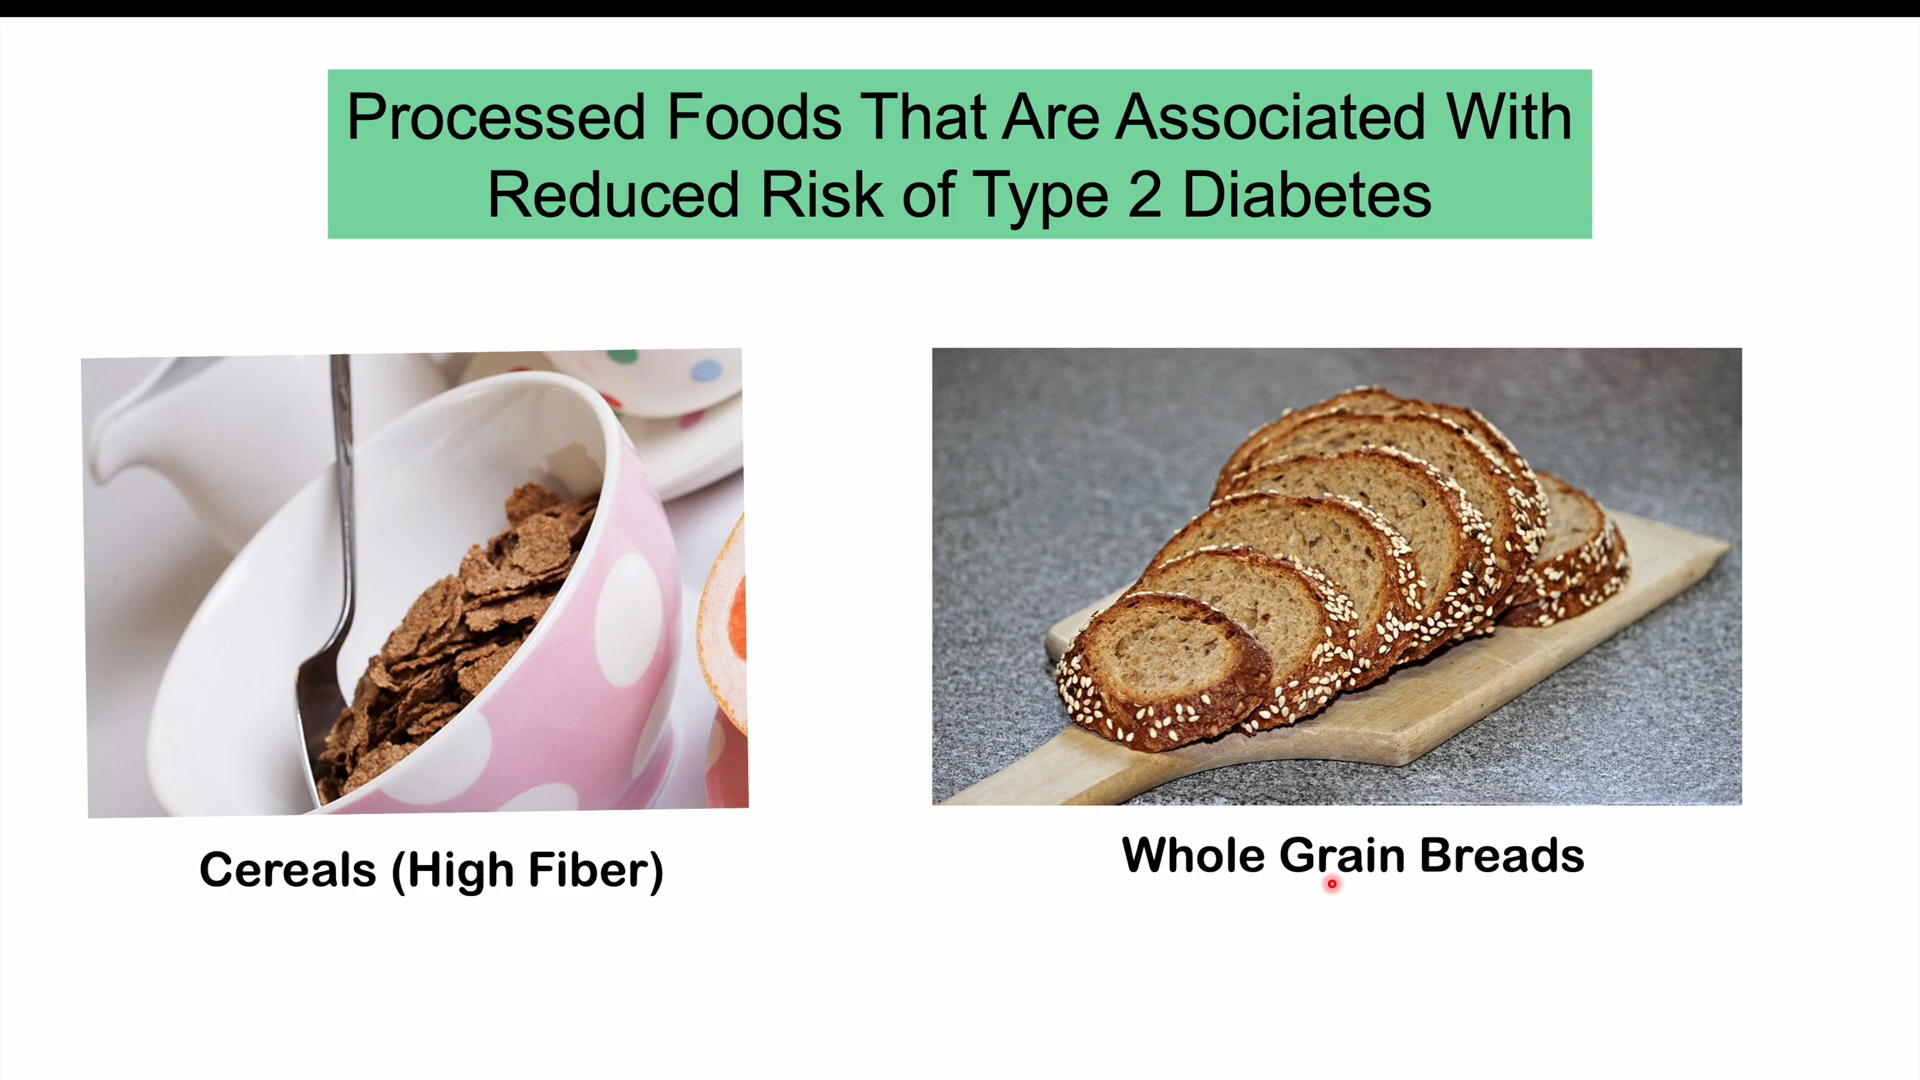 Processed Foods That Are Associated With
Reduced Risk of Type 2 Diabetes
Cereals (High Fiber)
Whole Grain Breads